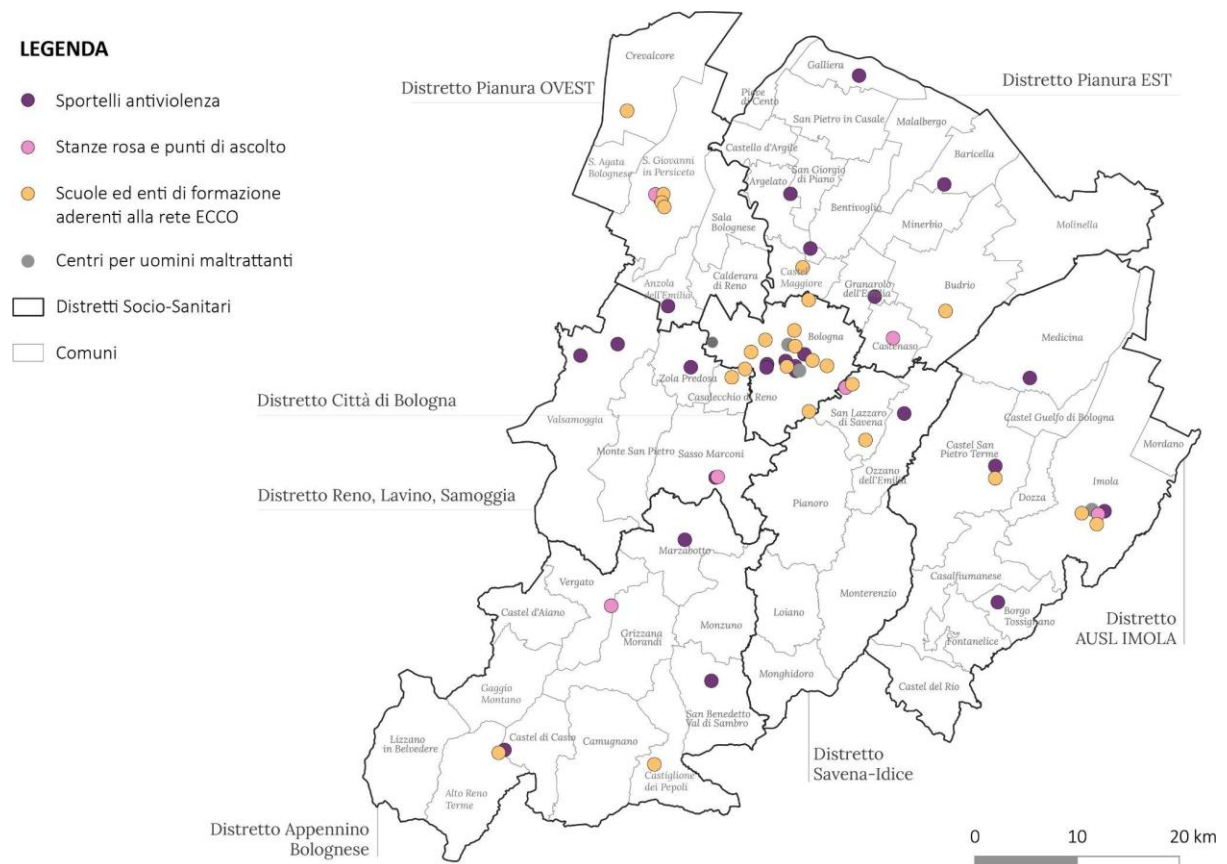 LEGENDA
Sportelli antiviolenza
Stanze rosa e punti di ascolto
Scuole ed enti di formazione
aderenti alla rete ECCO
Centri per uomini maltrattanti
Distretti Socio-Sanitari
Comuni
Distretto Pianura OVEST
Distretto Pianura EST
Distretto Città di Bologna
Distretto Reno, Lavino, Samoggia
Distretto Appennino
Bolognese
Distretto
Savena-Idice
Distretto
AUSL IMOLA
Crevalcore
Galliera
Pieve
di Cento
San Pietro in Casale
Malalbergo
Castello d'Argile
Baricella
S. Agata
Bolognese
S. Giovanni
in Persiceto
Argelato
San Giorgio
di Piano
Bentivoglio
Minerbio
Molinella
Sala
Bolognese
Calderara
di Reno
Castel
Maggiore
Granarolo
dell'Emilia
Budrio
Anzola
dell'Emilia
Bologna
Castenaso
Medicina
Zola Predosa
Casalecchio di Reno
Valsamoggia
San Lazzaro
di Savena
Castel Guelfo di Bologna
Mordano
Monte San Pietro
Sasso Marconi
Ozzano
dell'Emilia
Castel San
Pietro Terme
Imola
Pianoro
Dozza
Marzabotto
Vergato
Casalfiumanese
Castel d'Aiano
Grizzana
Morandi
Monzuno
Loiano
Monterenzio
Borgo
Tossignano
Fontanelice
Monghidoro
Castel del Rio
Gaggio
Montano
San Benedetto
Val di Sambro
Lizzano
in Belvedere
Castel di Casio
Camugnano
Castiglione
dei Pepoli
Alto Reno
Terme
0 10 20 km